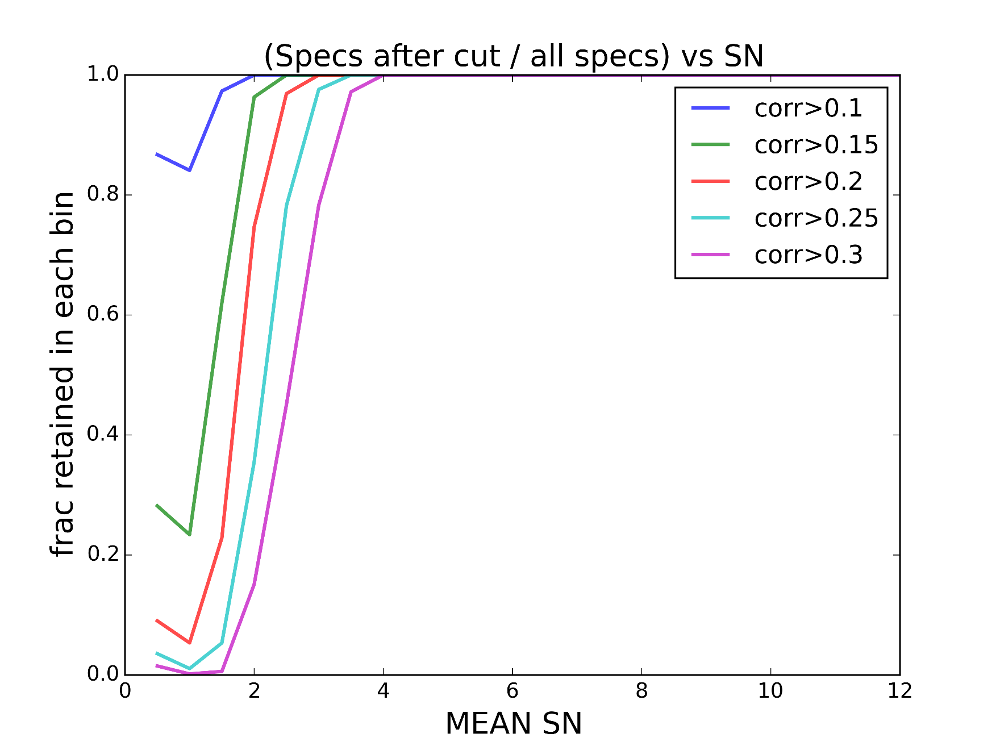 (Specs after cut / all specs) vs SN
1.0
0.8
0.6
0.4
0.2
0.0
frac retained in each bin
corr>0.1
corr>0.15
corr>0.2
corr>0.25
corr>0.3
0 2 4 6 8 10 12
MEAN SN